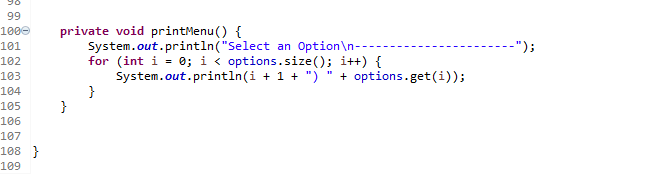 98
99
100    private void printMenu() {
101        System.out.println("Select an Option\n-----------------------");
102        for (int i = 0; i < options.size(); i++) {
103            System.out.println(i + 1 + ") " + options.get(i));
104        }
105    }
106
107
108 }
109